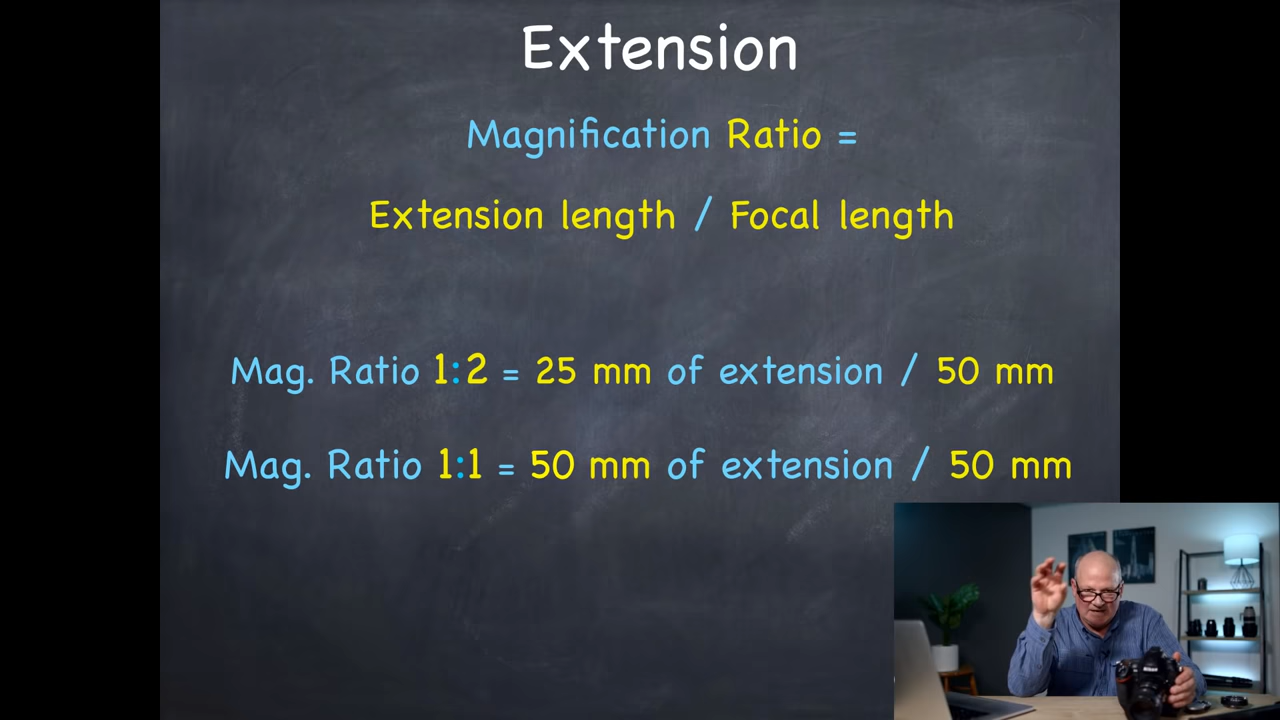 Extension
Magnification Ratio =
Extension length / Focal length
Mag. Ratio 1:2 = 25 mm of extension / 50 mm
Mag. Ratio 1:1 = 50 mm of extension / 50 mm
Nikon